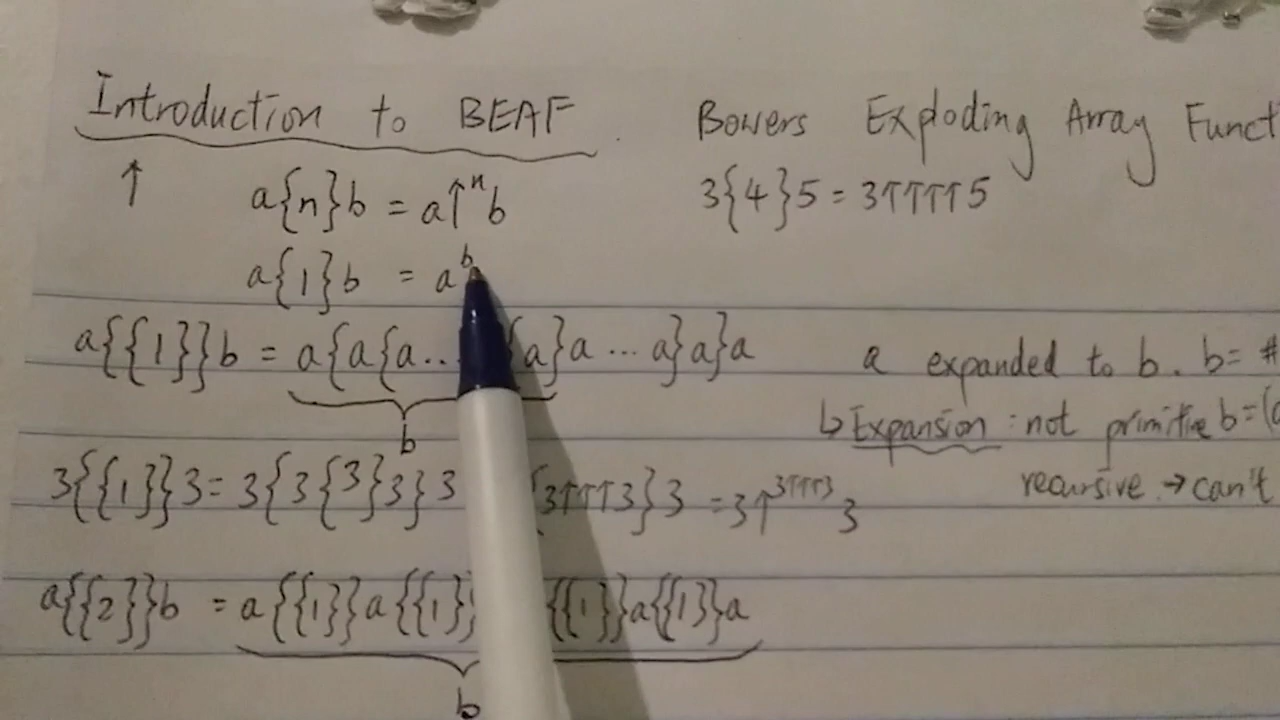 Introduction to BEAF Bowers Exploding Array Funct
↑ a{n}b = a↑ⁿb 3{4}5 = 3↑↑↑↑5
a{1}b = aᵇ
a{{1}}b = a{a{a.. {a}a ... a}a}a a expanded to b. b= #
b ↳ Expansion : not primitive b=(
3{{1}}3 = 3{3{3}3}3 {3↑↑↑3}3 = 3↑^3↑↑↑3 3 recursive → can't
a{{2}}b = a{{1}}a{{1}} {{1}}a{{1}}a
b